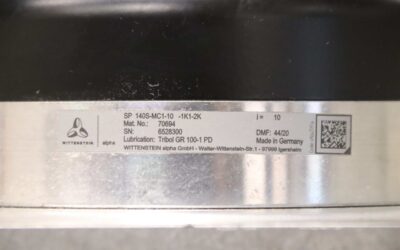 SP 140S-MC1-10 -1K1-2K i = 10
Mat. No.: 70694
SN: 6528300
Lubrication: Tribol GR 100-1 PD DMF: 44/20
WITTENSTEIN alpha Made in Germany
WITTENSTEIN alpha GmbH - Walter-Wittenstein-Str.1 - 97999 Igersheim